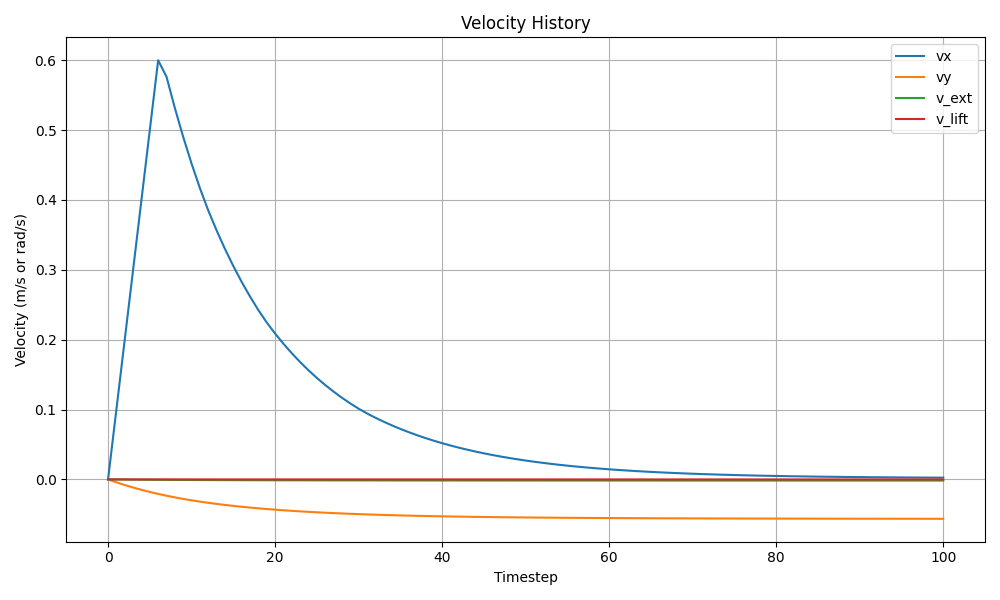 Velocity History
vx
vy
v_ext
v_lift
Velocity (m/s or rad/s)
0.6
0.5
0.4
0.3
0.2
0.1
0.0
0 20 40 60 80 100
Timestep